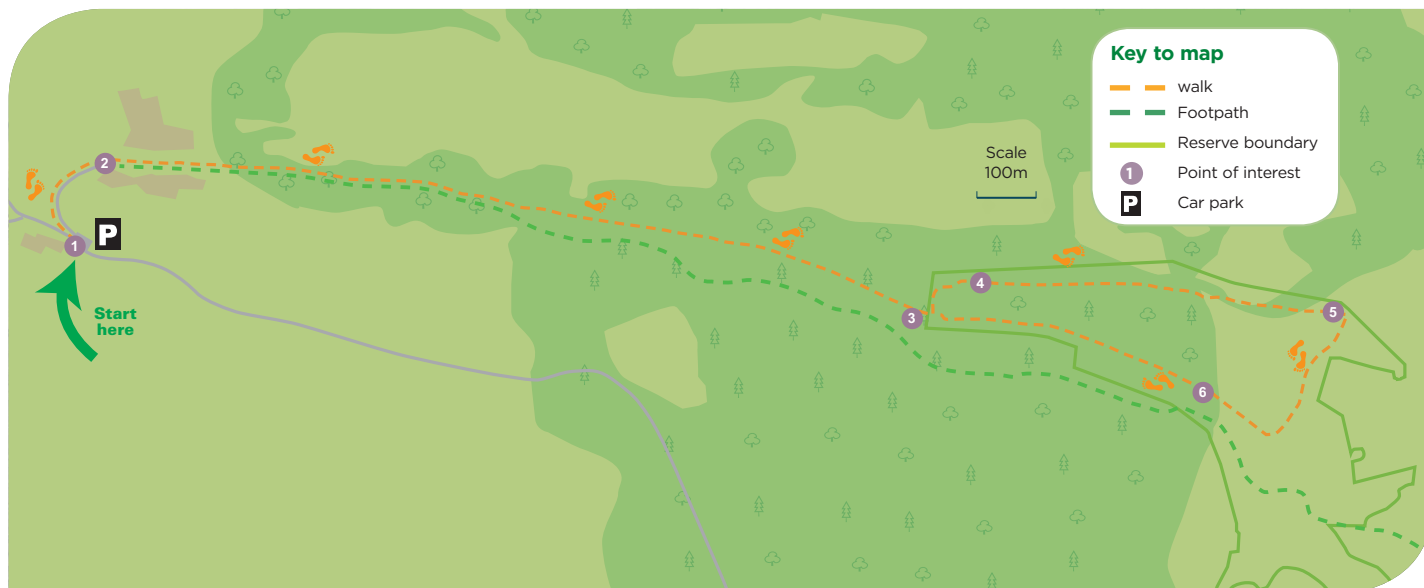 Key to map
walk
Footpath
Reserve boundary
1
Point of interest
P
Car park
Scale
100m
2
1
P
Start
here
3
4
5
6